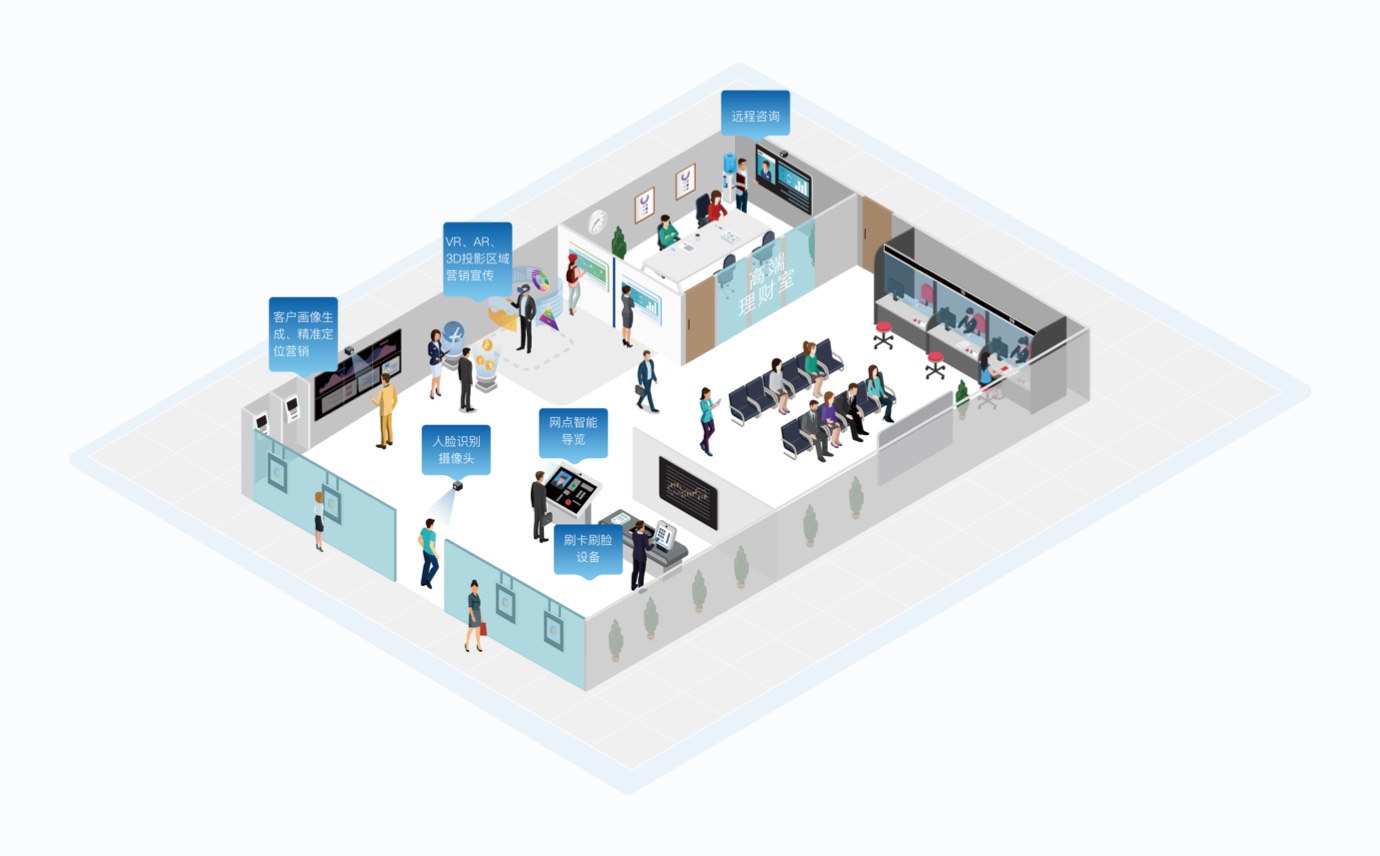 远程咨询
VR、AR、
3D投影区域
营销宣传
高端
理财室
客户画像生
成、精准定
位营销
网点智能
导览
人脸识别
摄像头
刷卡刷脸
设备